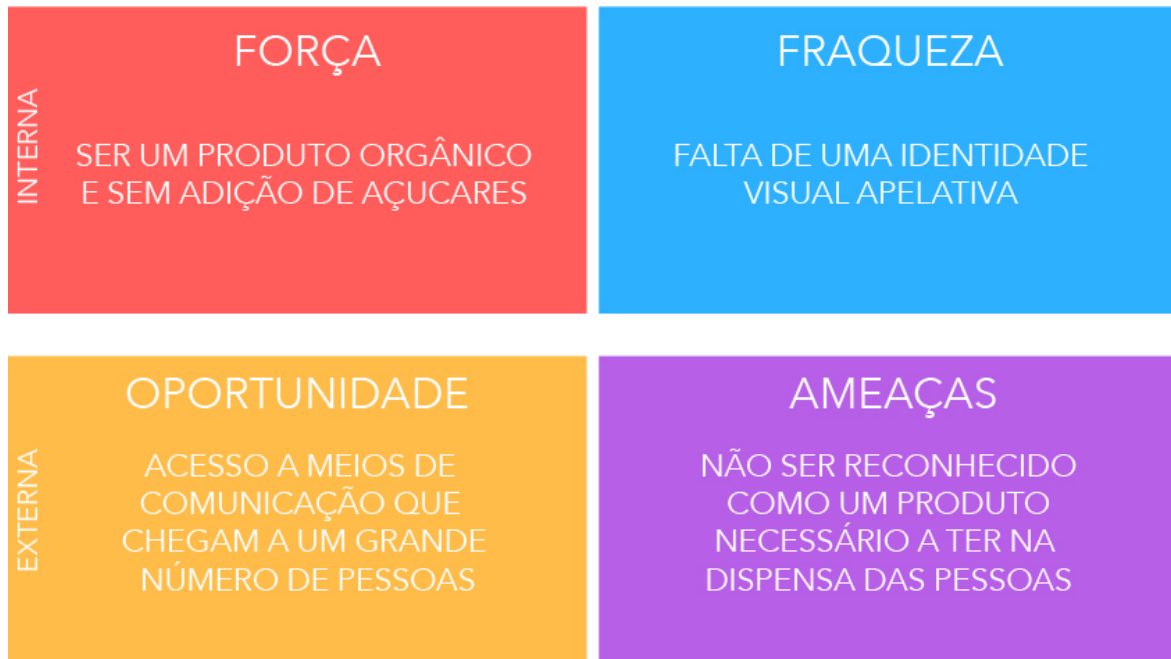 INTERNA
FORÇA
SER UM PRODUTO ORGÂNICO
E SEM ADIÇÃO DE AÇUCARES
FRAQUEZA
FALTA DE UMA IDENTIDADE
VISUAL APELATIVA
EXTERNA
OPORTUNIDADE
ACESSO A MEIOS DE
COMUNICAÇÃO QUE
CHEGAM A UM GRANDE
NÚMERO DE PESSOAS
AMEAÇAS
NÃO SER RECONHECIDO
COMO UM PRODUTO
NECESSÁRIO A TER NA
DISPENSA DAS PESSOAS